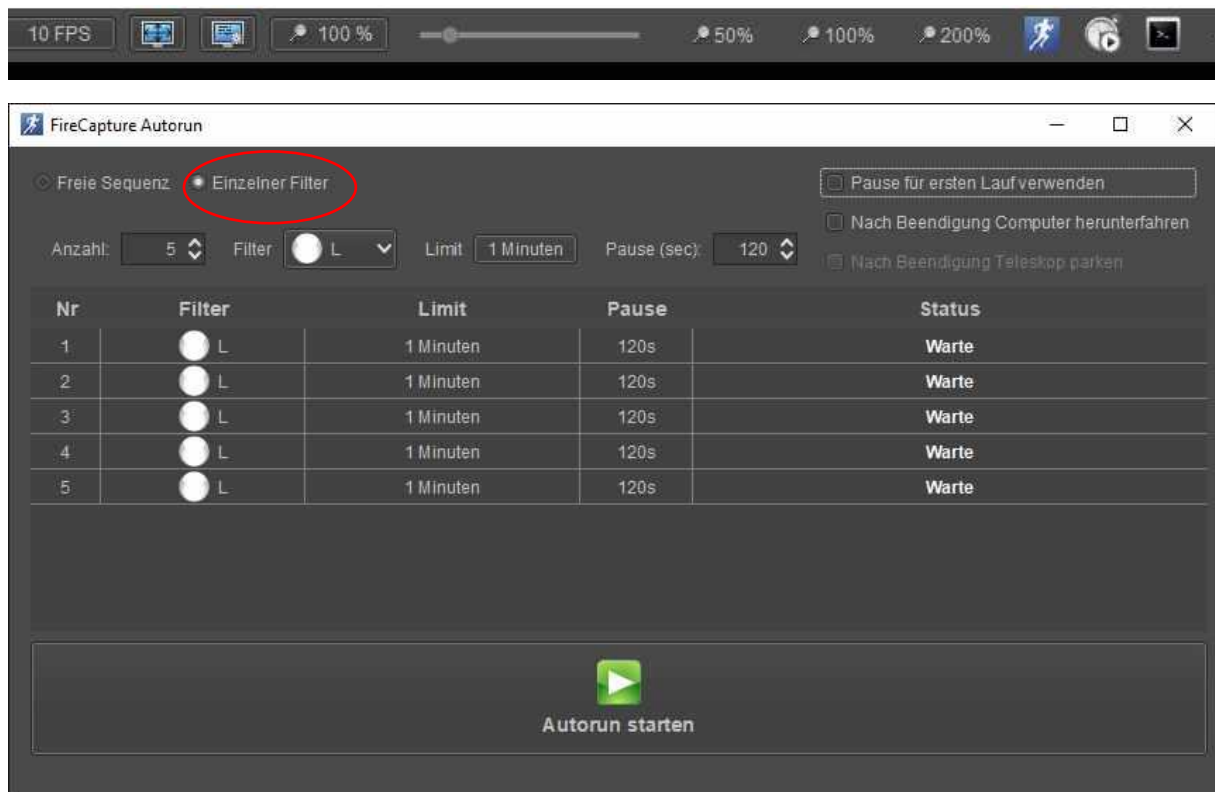 10 FPS 100 % 50% 100% 200%
FireCapture Autorun
Freie Sequenz Einzelner Filter Pause für ersten Lauf verwenden
Nach Beendigung Computer herunterfahren
Anzahl: 5 Filter L Limit 1 Minuten Pause (sec): 120
Nach Beendigung Teleskop parken
Nr Filter Limit Pause Status
1 L 1 Minuten 120s Warte
2 L 1 Minuten 120s Warte
3 L 1 Minuten 120s Warte
4 L 1 Minuten 120s Warte
5 L 1 Minuten 120s Warte
Autorun starten